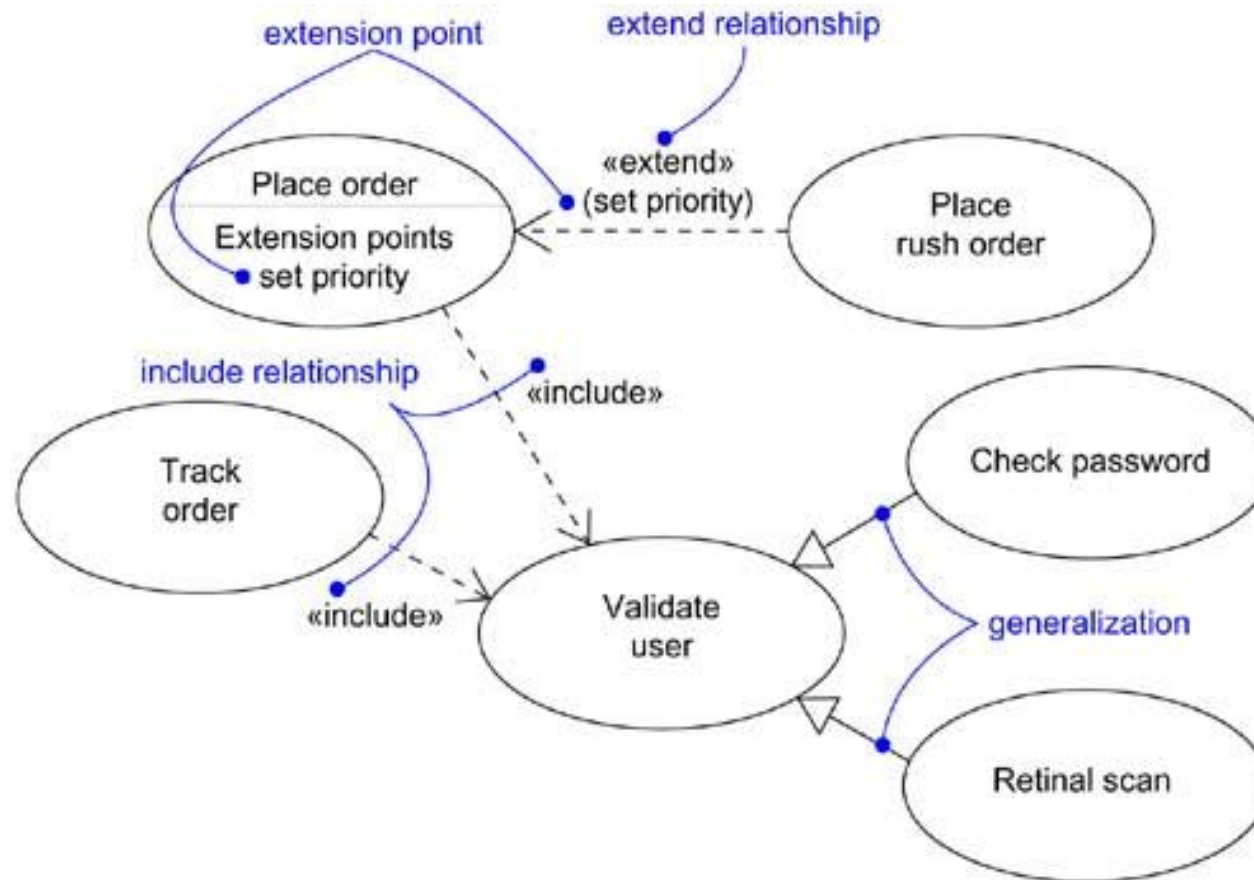 extension point
extend relationship
«extend»
(set priority)
Place order
Extension points
set priority
Place
rush order
include relationship
«include»
Track
order
Check password
«include»
Validate
user
generalization
Retinal scan